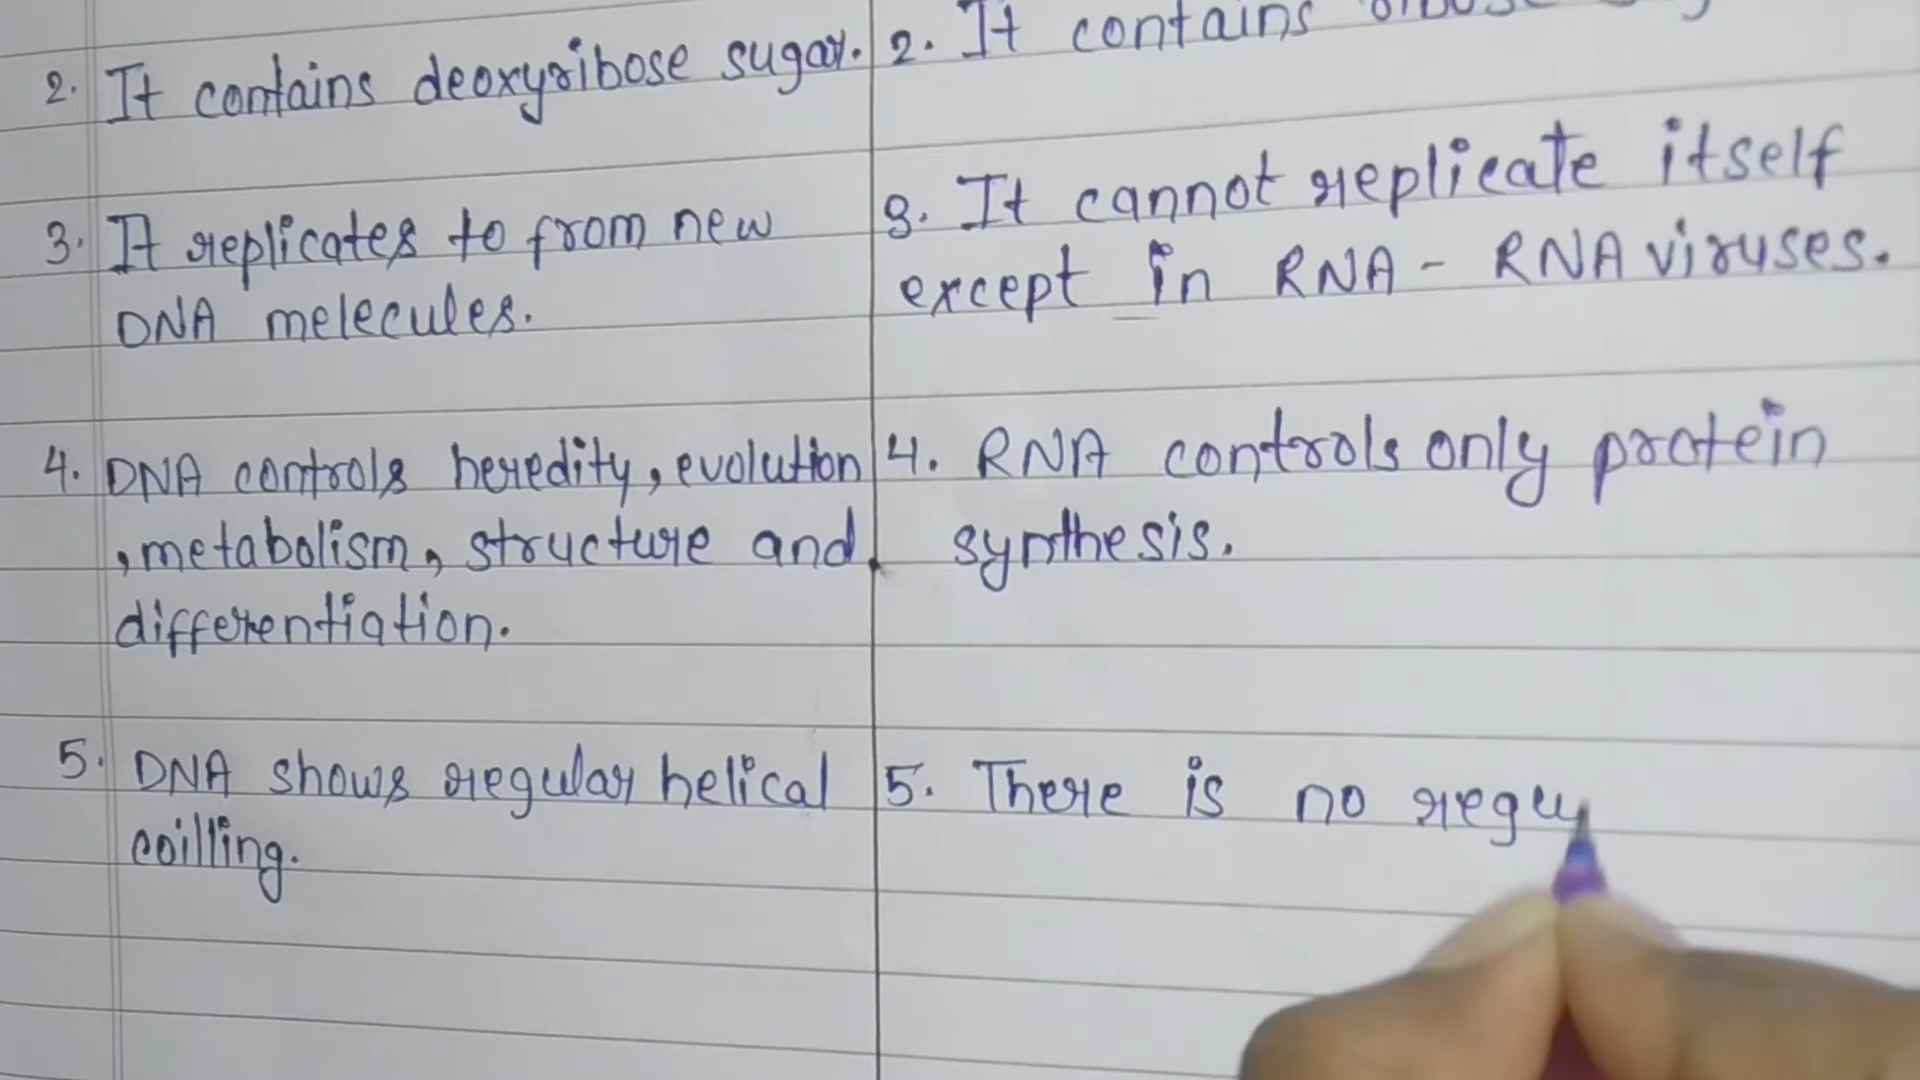 2. It contains deoxyribose sugar.
3. It replicates to from new
DNA melecules.
4. DNA controls heredity, evolution
, metabolism, structure and
differentiation.
5. DNA shows regular helical
coilling.
2. It contains
3. It cannot replicate itself
except in RNA - RNA viruses.
4. RNA controls only protein
synthesis.
5. There is no regu